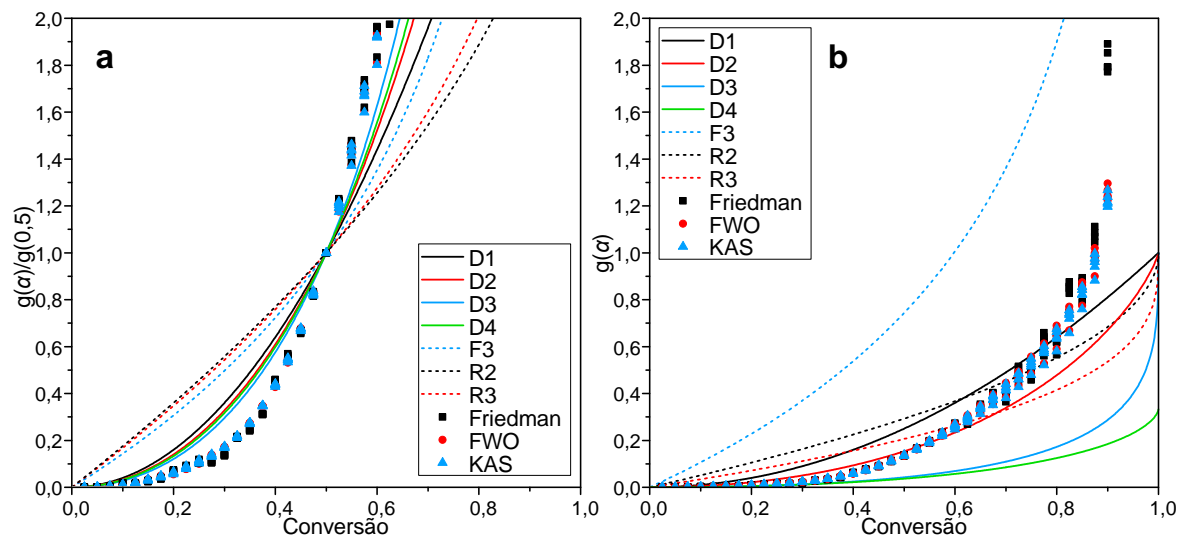 a
g(α)/g(0,5)
2,0
1,8
1,6
1,4
1,2
1,0
0,8
0,6
0,4
0,2
0,0
D1
D2
D3
D4
F3
R2
R3
Friedman
FWO
KAS
0,0 0,2 0,4 0,6 0,8 1,0
Conversão
b
g(α)
2,0
1,8
1,6
1,4
1,2
1,0
0,8
0,6
0,4
0,2
0,0
D1
D2
D3
D4
F3
R2
R3
Friedman
FWO
KAS
0,0 0,2 0,4 0,6 0,8 1,0
Conversão